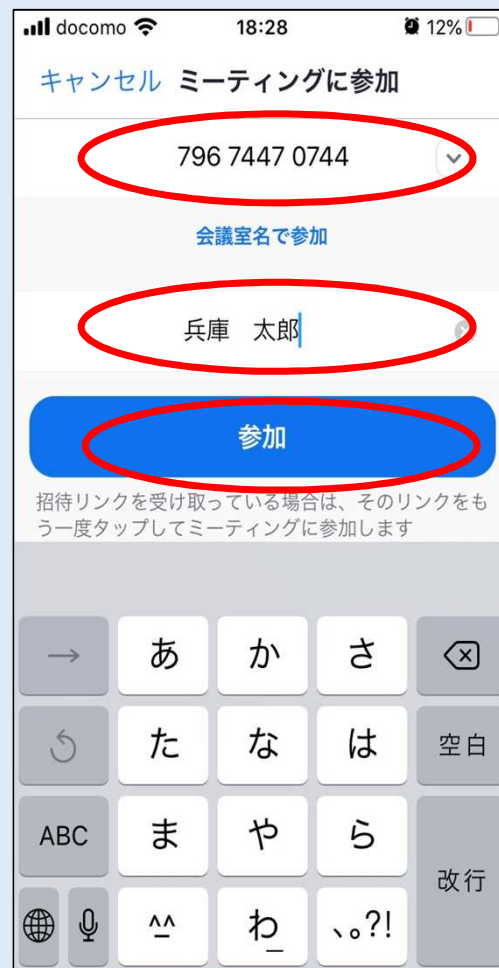 docomo 18:28 12%
キャンセル ミーティングに参加
796 7447 0744
会議室名で参加
兵庫　太郎
参加
招待リンクを受け取っている場合は、そのリンクをも
う一度タップしてミーティングに参加します
→ あ か さ
た な は 空白
ABC ま や ら
改行
^_^ わ_ 、。?!